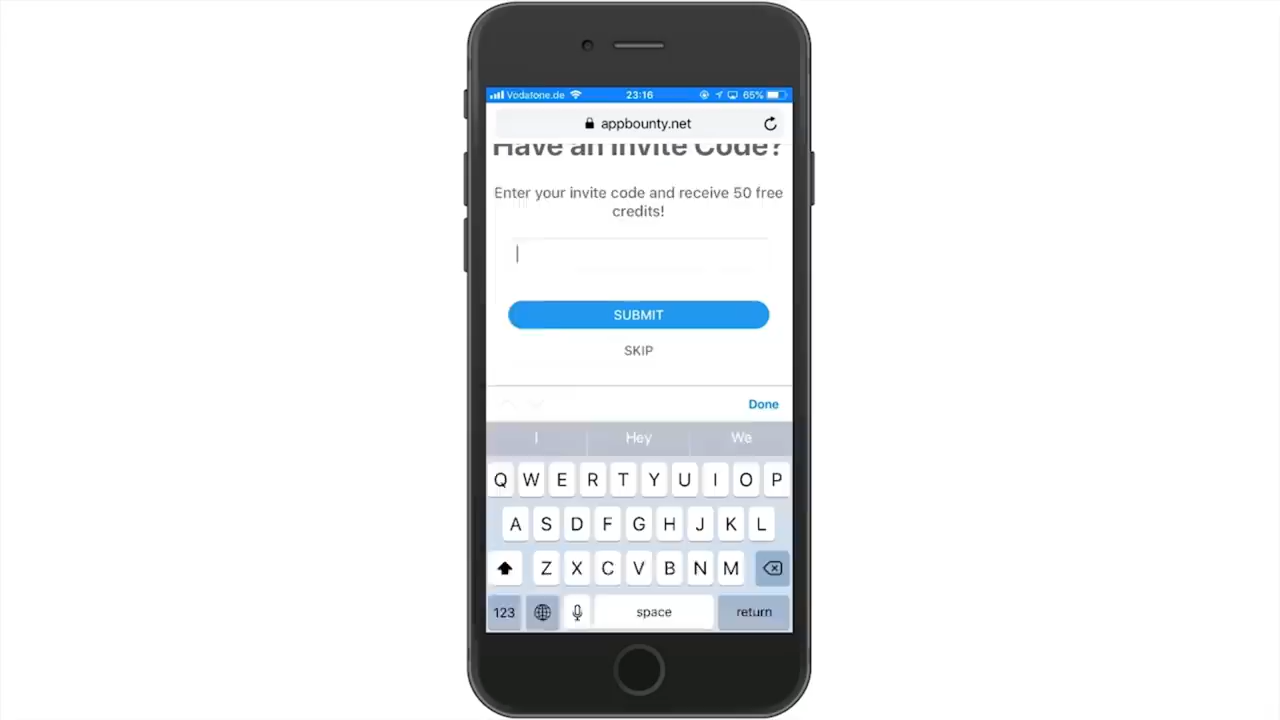 Vodafone.de 23:16 65%
appbounty.net
Have an Invite Code?
Enter your invite code and receive 50 free
credits!
SUBMIT
SKIP
Done
I Hey We
Q W E R T Y U I O P
A S D F G H J K L
Z X C V B N M
123 space return